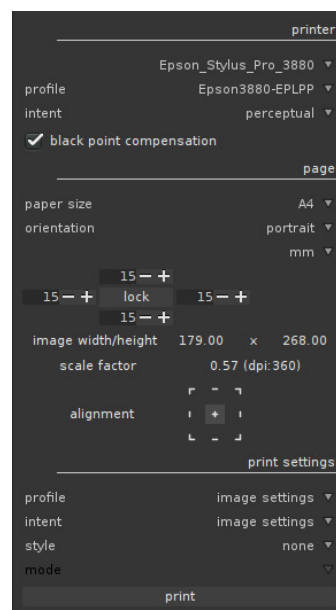 printer
Epson_Stylus_Pro_3880
profile Epson3880-EPLPP
intent perceptual
black point compensation
page
paper size A4
orientation portrait
mm
15 − +
15 − + lock 15 − +
15 − +
image width/height 179.00 x 268.00
scale factor 0.57 (dpi:360)
alignment
print settings
profile image settings
intent image settings
style none
mode
print